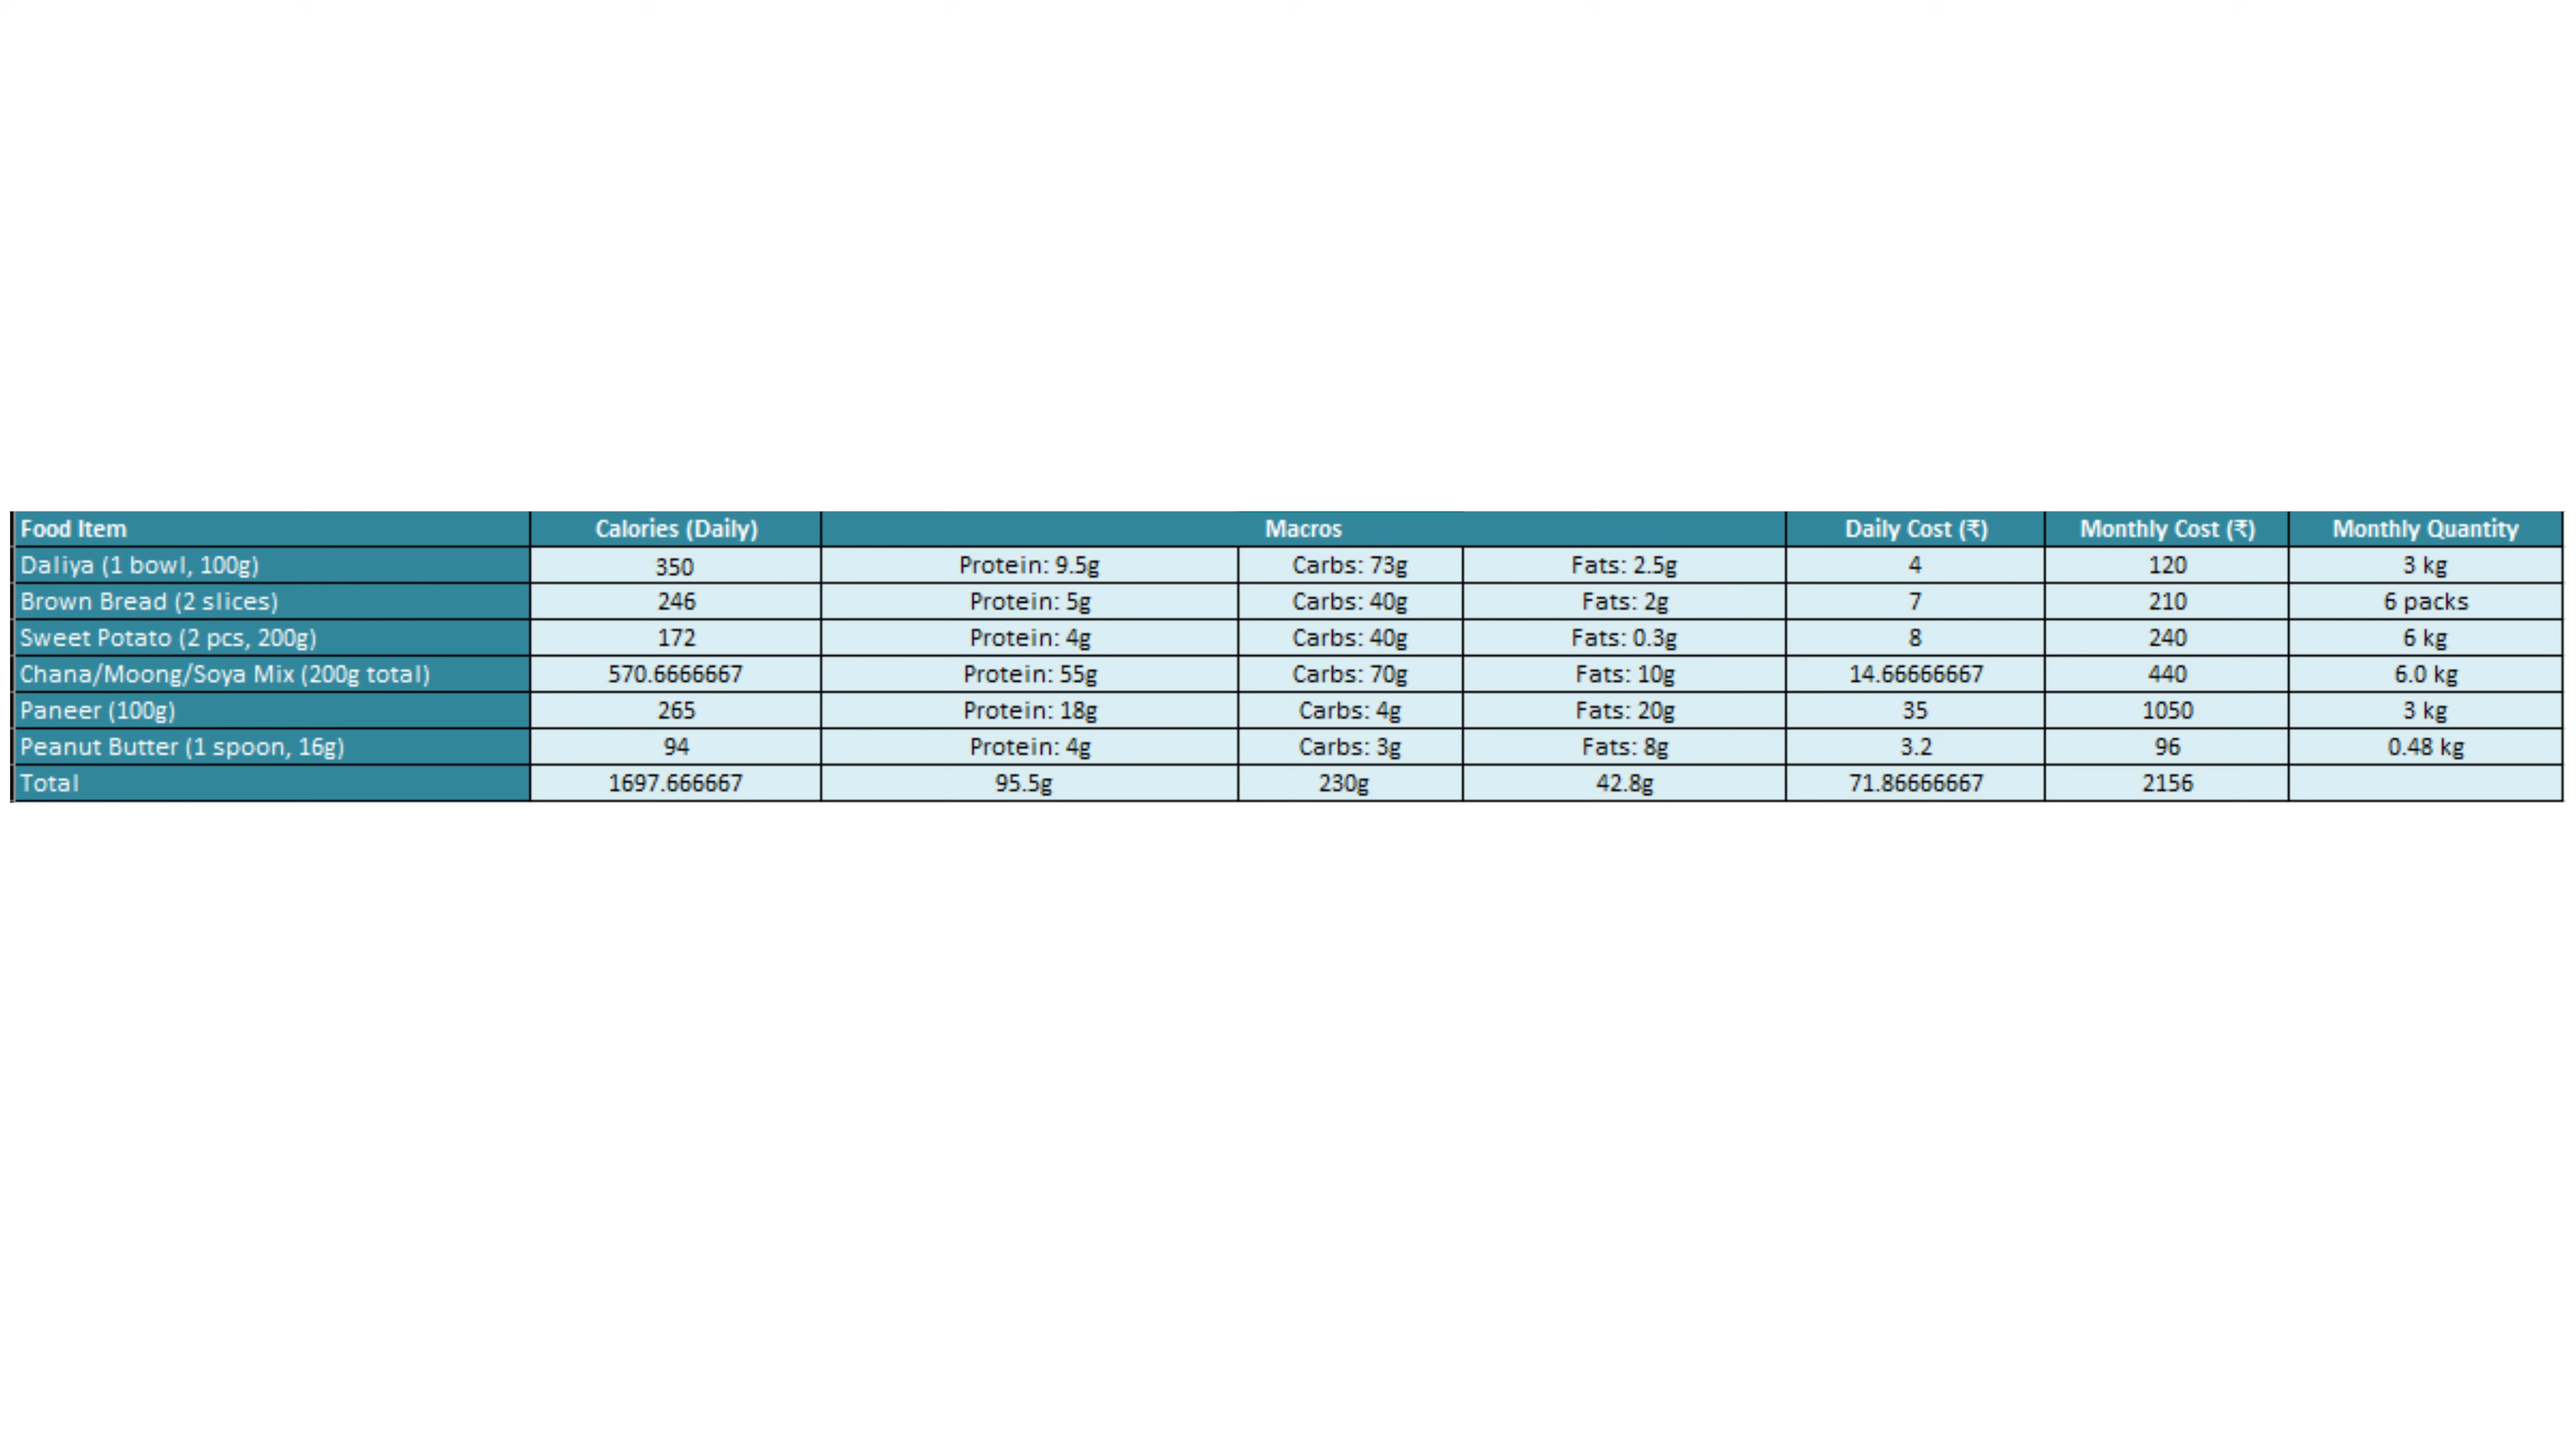 Food Item Calories (Daily) Macros Daily Cost (₹) Monthly Cost (₹) Monthly Quantity
Daliya (1 bowl, 100g) 350 Protein: 9.5g Carbs: 73g Fats: 2.5g 4 120 3 kg
Brown Bread (2 slices) 246 Protein: 5g Carbs: 40g Fats: 2g 7 210 6 packs
Sweet Potato (2 pcs, 200g) 172 Protein: 4g Carbs: 40g Fats: 0.3g 8 240 6 kg
Chana/Moong/Soya Mix (200g total) 570.6666667 Protein: 55g Carbs: 70g Fats: 10g 14.66666667 440 6.0 kg
Paneer (100g) 265 Protein: 18g Carbs: 4g Fats: 20g 35 1050 3 kg
Peanut Butter (1 spoon, 16g) 94 Protein: 4g Carbs: 3g Fats: 8g 3.2 96 0.48 kg
Total 1697.666667 95.5g 230g 42.8g 71.86666667 2156